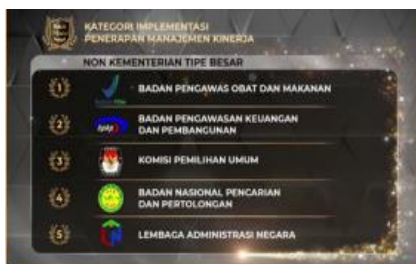 KATEGORI IMPLEMENTASI
PENERAPAN MANAJEMEN KINERJA
NON KEMENTERIAN TIPE BESAR
1
BADAN PENGAWAS OBAT DAN MAKANAN
2
bpkp
BADAN PENGAWASAN KEUANGAN
DAN PEMBANGUNAN
3
KOMISI PEMILIHAN UMUM
4
BADAN NASIONAL PENCARIAN
DAN PERTOLONGAN
5
LEMBAGA ADMINISTRASI NEGARA